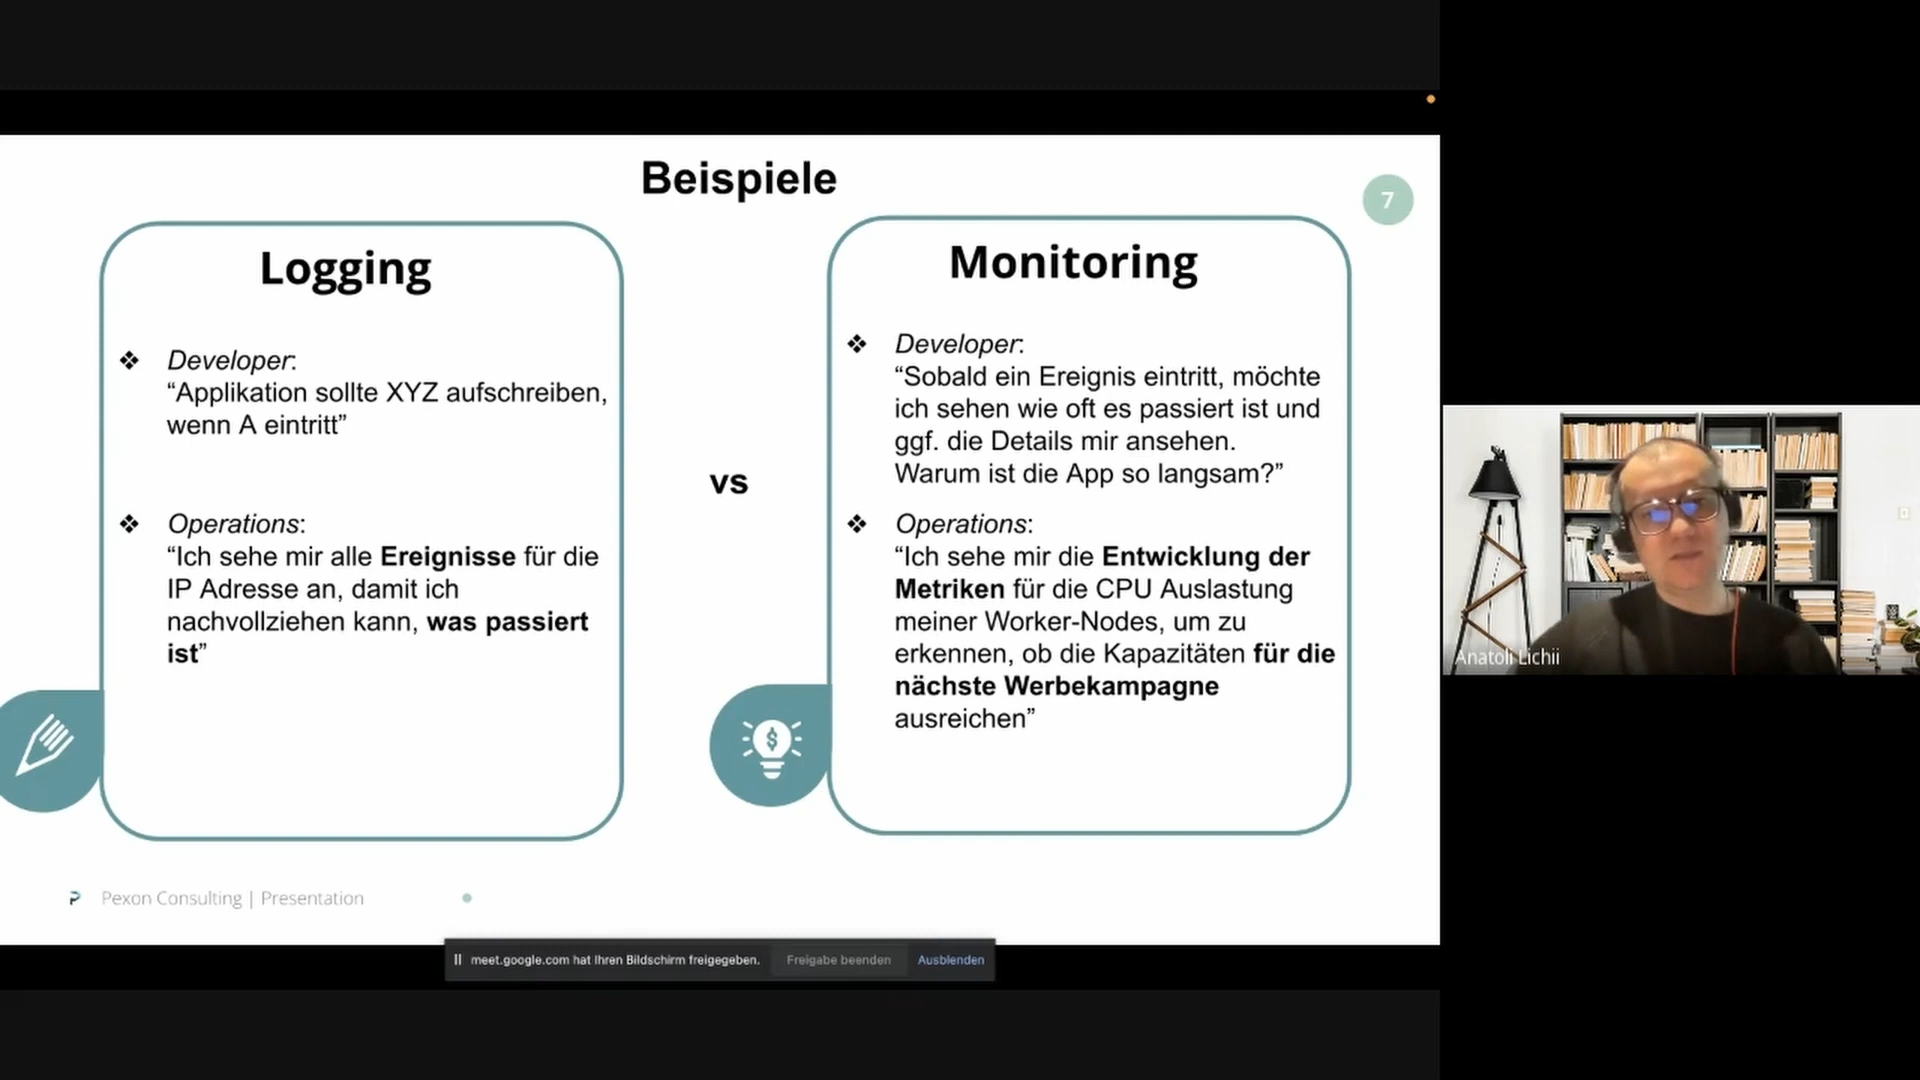 Beispiele
7
Logging
❖ Developer:
“Applikation sollte XYZ aufschreiben,
wenn A eintritt”
❖ Operations:
“Ich sehe mir alle Ereignisse für die
IP Adresse an, damit ich
nachvollziehen kann, was passiert
ist”
vs
Monitoring
❖ Developer:
“Sobald ein Ereignis eintritt, möchte
ich sehen wie oft es passiert ist und
ggf. die Details mir ansehen.
Warum ist die App so langsam?”
❖ Operations:
“Ich sehe mir die Entwicklung der
Metriken für die CPU Auslastung
meiner Worker-Nodes, um zu
erkennen, ob die Kapazitäten für die
nächste Werbekampagne
ausreichen”
$
Anatoli Lichii
Pexon Consulting | Presentation
meet.google.com hat Ihren Bildschirm freigegeben. Freigabe beenden Ausblenden